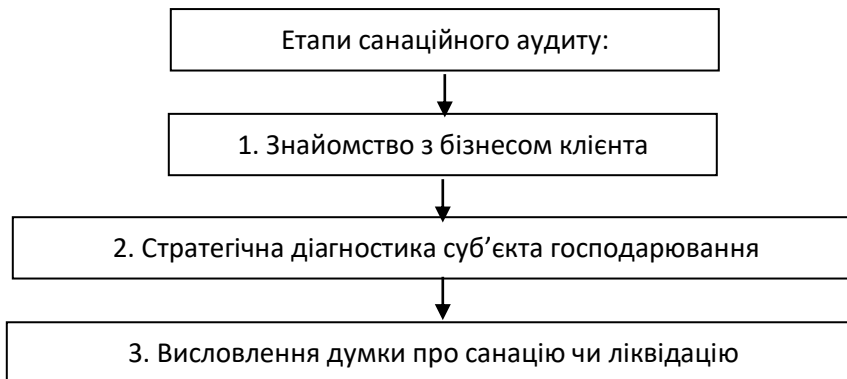 Етапи санаційного аудиту:
1. Знайомство з бізнесом клієнта
2. Стратегічна діагностика суб’єкта господарювання
3. Висловлення думки про санацію чи ліквідацію